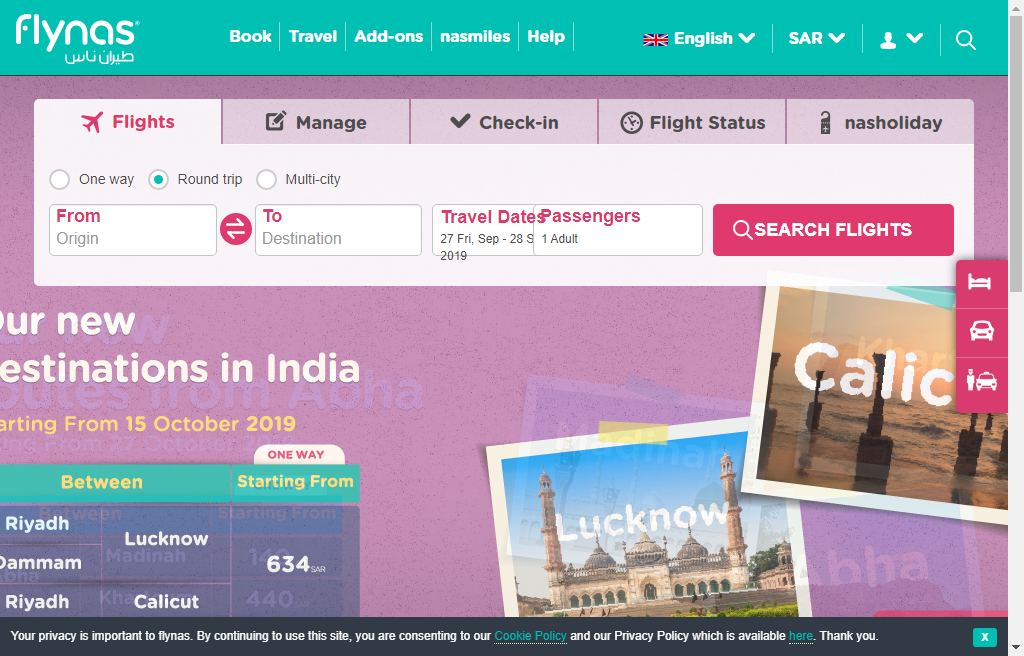 flynas
طيران ناس
Book Travel Add-ons nasmiles Help
English SAR
Flights Manage Check-in Flight Status nasholiday
One way Round trip Multi-city
From To Travel Dates Passengers
Origin Destination 27 Fri, Sep - 28 S 1 Adult
2019
SEARCH FLIGHTS
ur new
estinations in India
arting From 15 October 2019
ONE WAY
Between Starting From
Riyadh
Lucknow
Dammam
634 SAR
Riyadh Calicut
Calic
Lucknow
Madinah
Abha
Your privacy is important to flynas. By continuing to use this site, you are consenting to our Cookie Policy and our Privacy Policy which is available here. Thank you.
X